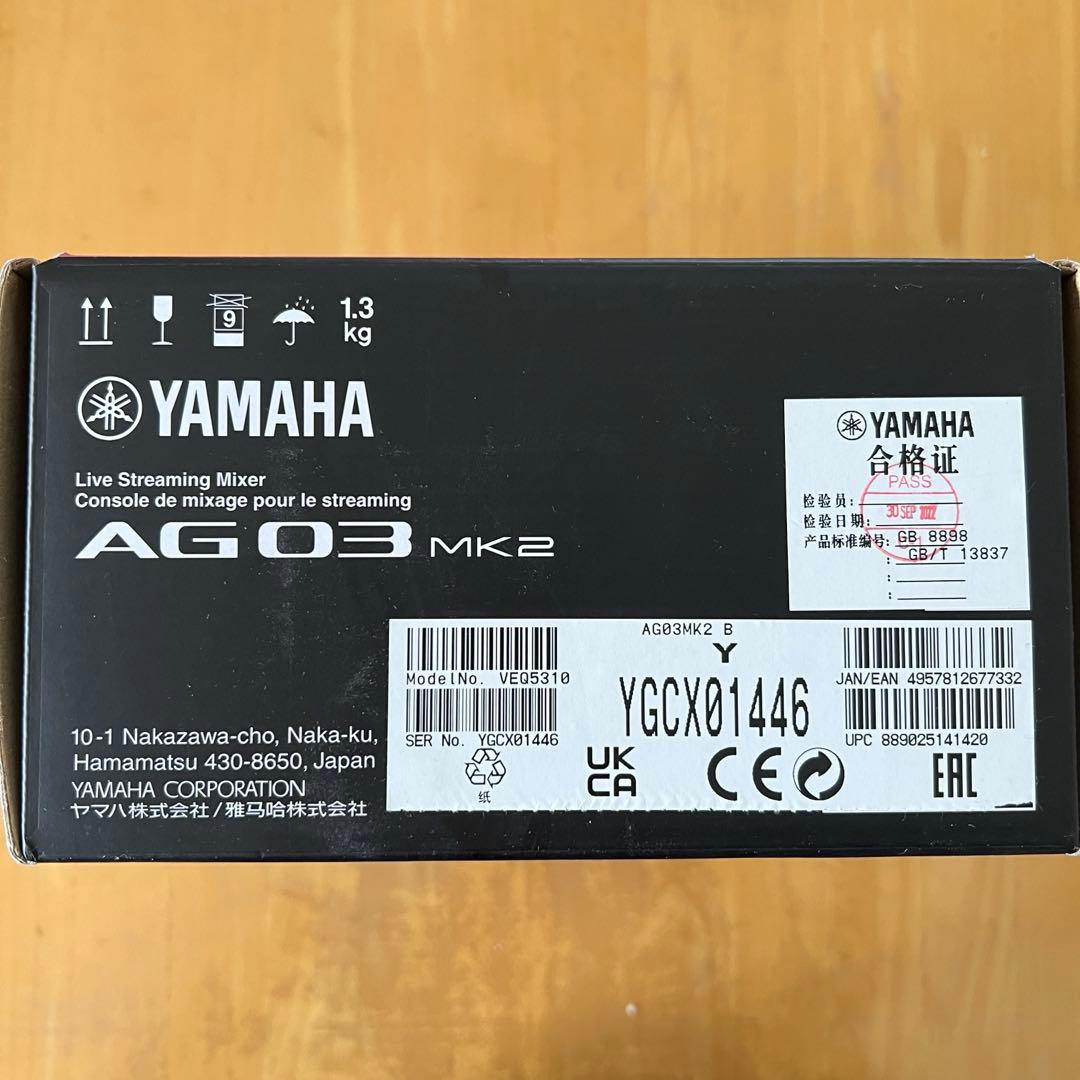 9
1.3
kg
YAMAHA
Live Streaming Mixer
Console de mixage pour le streaming
AG 03 MK2
YAMAHA
合格证
PASS
检验员:
30 SEP
检验日期:
产品标准编号: GB 8898
: GB/T 13837
:
:
AG03MK2 B
Y
ModelNo. VEQ5310
YGCX01446
JAN/EAN 4957812677332
SER No. YGCX01446
UPC 889025141420
纸
UK
CA
CE
EAC
10-1 Nakazawa-cho, Naka-ku,
Hamamatsu 430-8650, Japan
YAMAHA CORPORATION
ヤマハ株式会社/雅马哈株式会社